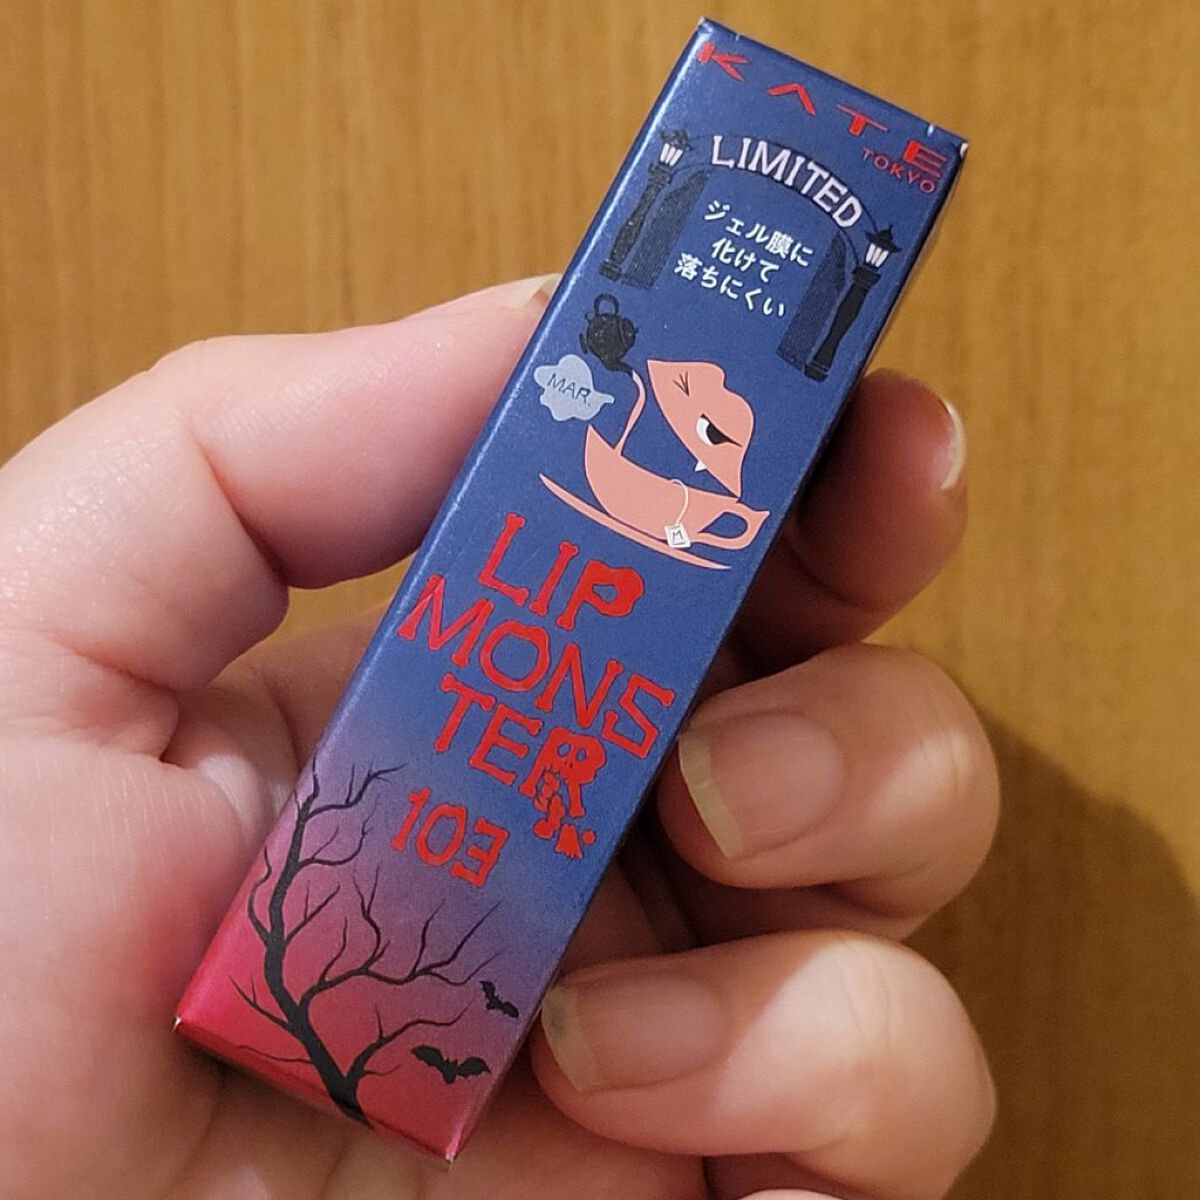 KATE
TOKYO
LIMITED
ジェル膜に
化けて
落ちにくい
MAR.
M
LIP
MONS
TER
103